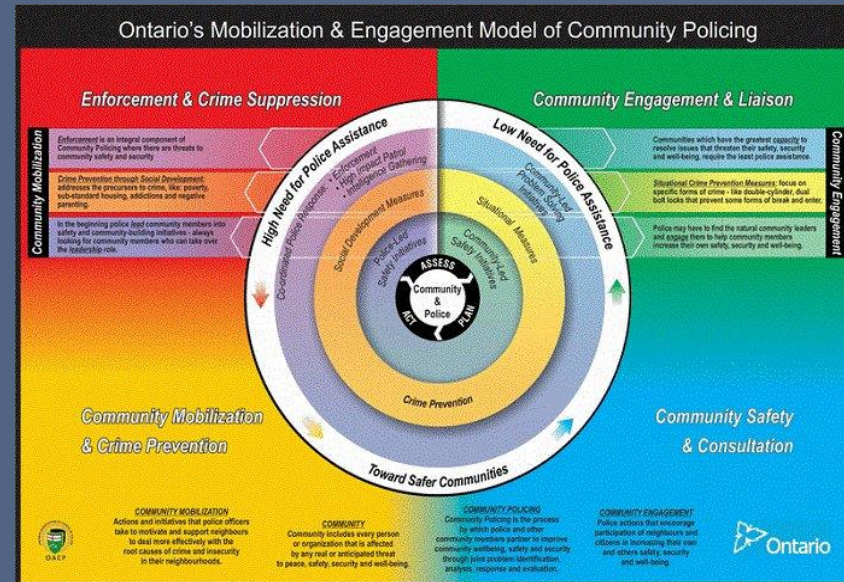 Ontario's Mobilization & Engagement Model of Community Policing
Enforcement & Crime Suppression
Community Engagement & Liaison
Community Mobilization
Enforcement is an integral component of
Community Policing where there are threats to
community safety and security
Crime Prevention through Social Development:
addresses the precursors to crime, like: poverty,
sub-standard housing, addictions and negative
parenting.
In the beginning police lead community members into
safety and community-building initiatives - always
looking for community members who can take over
the leadership role.
High Need for Police Assistance
Co-ordinated Police Response:
• Enforcement
• High Impact Patrol
• Intelligence Gathering
Social Development Measures
Police-Led
Safety Initiatives
Low Need for Police Assistance
Community-Led
Problem Solving
Initiatives
Situational Measures
Community-Led
Safety Initiatives
ASSESS
PLAN
ACT
Community
&
Police
Crime Prevention
Toward Safer Communities
Communities which have the greatest capacity to
resolve issues that threaten their safety, security
and well-being, require the least police assistance.
Situational Crime Prevention Measures: focus on
specific forms of crime - like double-cylinder, dual
bolt locks that prevent some forms of break and enter.
Police may have to find the natural community leaders
and engage them to help community members
increase their own safety, security and well-being.
Community Engagement
Community Mobilization
& Crime Prevention
Community Safety
& Consultation
OACP
COMMUNITY MOBILIZATION
Actions and initiatives that police officers
take to motivate and support neighbours
to deal more effectively with the
root causes of crime and insecurity
in their neighbourhoods.
COMMUNITY
Community includes every person
or organization that is affected
by any real or anticipated threat
to peace, safety, security and well-being.
COMMUNITY POLICING
Community Policing is the process
by which police and other
community members partner to improve
community wellbeing, safety and security
through joint problem identification,
analysis, response and evaluation.
COMMUNITY ENGAGEMENT
Police actions that encourage
participation of neighbours and
citizens in increasing their own
and others safety, security
and well-being.
Ontario